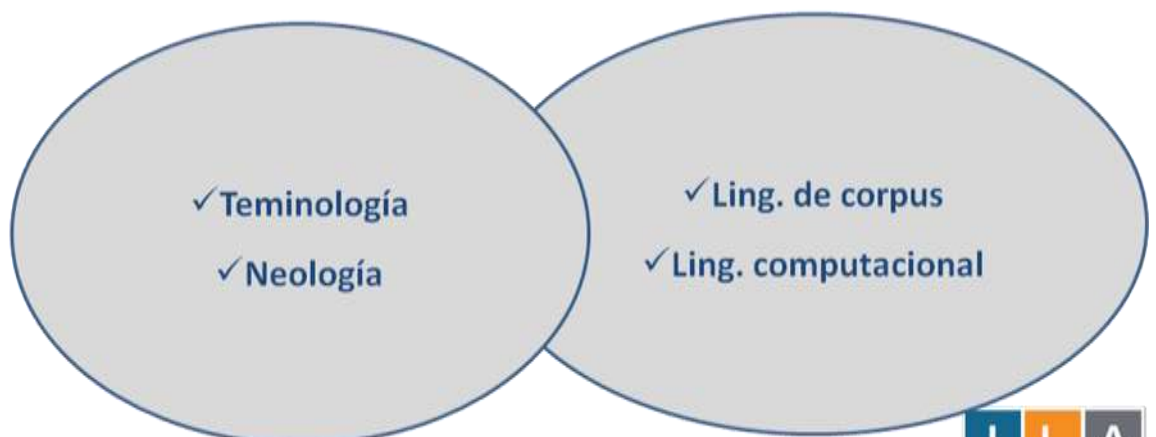 ✓Teminología
✓Neología
✓Ling. de corpus
✓Ling. computacional
I L A